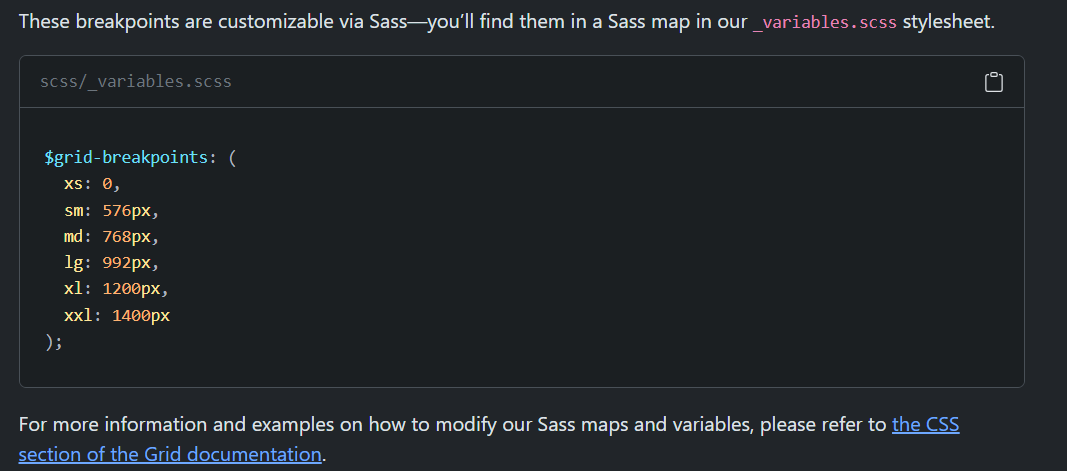 These breakpoints are customizable via Sass—you’ll find them in a Sass map in our _variables.scss stylesheet.
scss/_variables.scss
$grid-breakpoints: (
  xs: 0,
  sm: 576px,
  md: 768px,
  lg: 992px,
  xl: 1200px,
  xxl: 1400px
);
For more information and examples on how to modify our Sass maps and variables, please refer to the CSS
section of the Grid documentation.